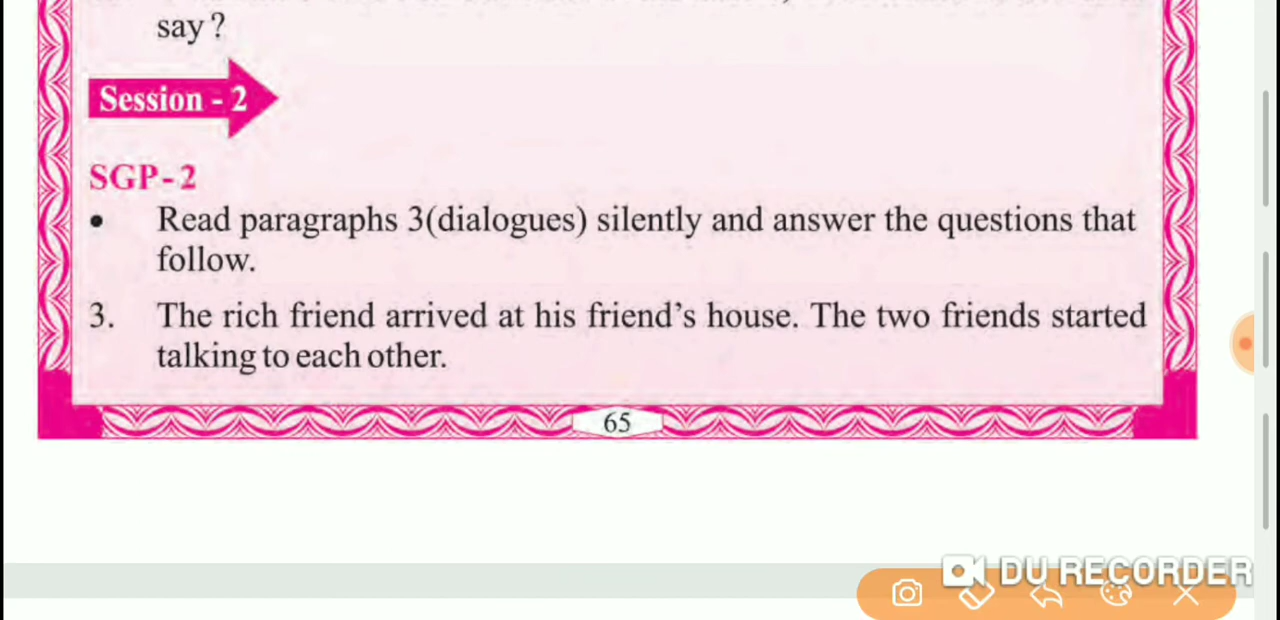 say ?
Session - 2
SGP - 2
• Read paragraphs 3(dialogues) silently and answer the questions that
follow.
3. The rich friend arrived at his friend's house. The two friends started
talking to each other.
65
DU RECORDER